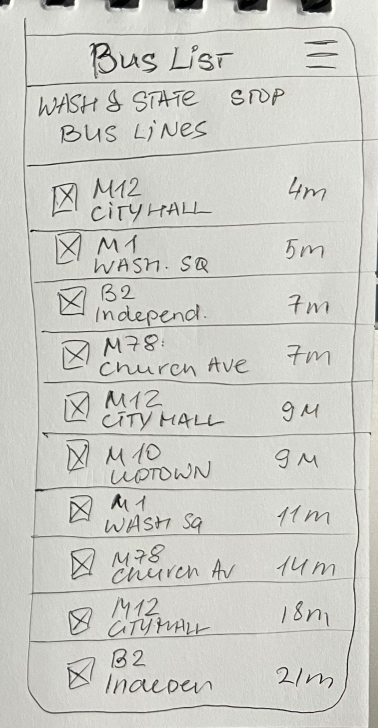 Bus List
WASH & STATE STOP
BUS LINES
M12 4m
CITY HALL
M1 5m
WASH. SQ
B2 7m
Independ.
M78: 7m
Church Ave
M12 9M
CITY HALL
M10 9M
UPTOWN
M1 11m
WASH SQ
M78 14m
Church Av
M12 18m
CITY HALL
B2 21m
Indepen